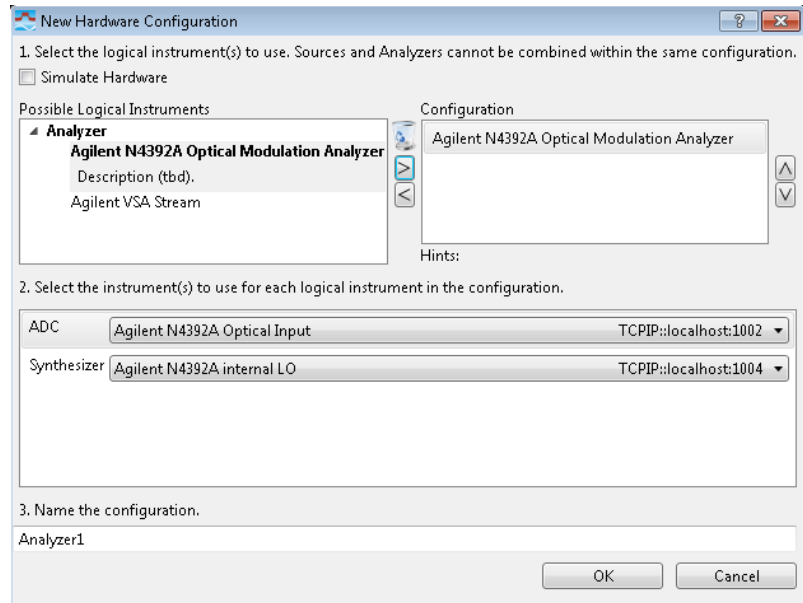 New Hardware Configuration
1. Select the logical instrument(s) to use. Sources and Analyzers cannot be combined within the same configuration.
Simulate Hardware
Possible Logical Instruments
Configuration
Analyzer
Agilent N4392A Optical Modulation Analyzer
Description (tbd).
Agilent VSA Stream
Agilent N4392A Optical Modulation Analyzer
Hints:
2. Select the instrument(s) to use for each logical instrument in the configuration.
ADC Agilent N4392A Optical Input TCPIP::localhost:1002
Synthesizer Agilent N4392A internal LO TCPIP::localhost:1004
3. Name the configuration.
Analyzer1
OK Cancel